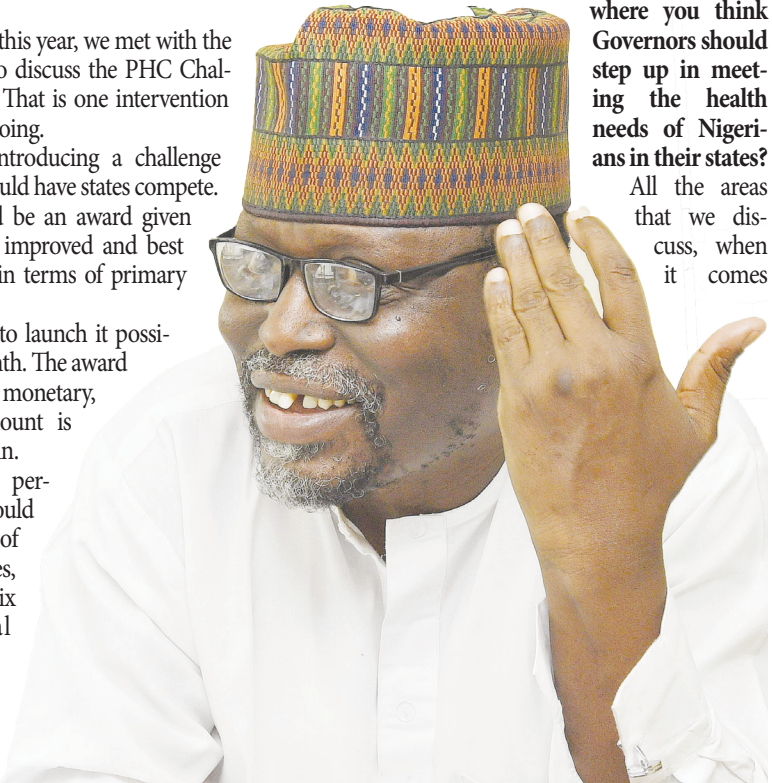 this year, we met with the
o discuss the PHC Chal-
That is one intervention
oing.
ntroducing a challenge
uld have states compete.
be an award given
improved and best
in terms of primary
to launch it possi-
nth. The award
monetary,
ount is
n.
per-
ould
of
es,
ix
al
where you think
Governors should
step up in meet-
ing the health
needs of Nigeri-
ans in their states?
All the areas
that we dis-
cuss, when
it comes